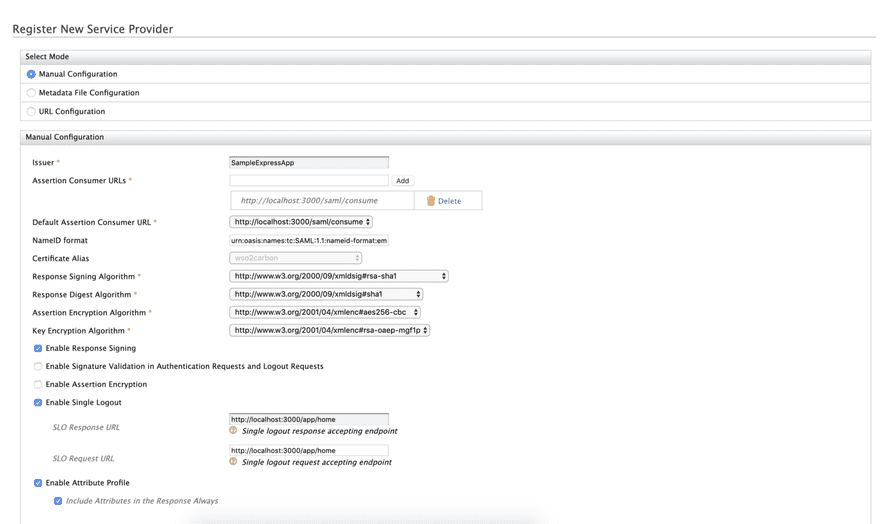 Register New Service Provider
Select Mode
Manual Configuration
Metadata File Configuration
URL Configuration
Manual Configuration
Issuer * SampleExpressApp
Assertion Consumer URLs * Add
http://localhost:3000/saml/consume Delete
Default Assertion Consumer URL * http://localhost:3000/saml/consume
NameID format urn:oasis:names:tc:SAML:1.1:nameid-format:em
Certificate Alias wso2carbon
Response Signing Algorithm * http://www.w3.org/2000/09/xmldsig#rsa-sha1
Response Digest Algorithm * http://www.w3.org/2000/09/xmldsig#sha1
Assertion Encryption Algorithm * http://www.w3.org/2001/04/xmlenc#aes256-cbc
Key Encryption Algorithm * http://www.w3.org/2001/04/xmlenc#rsa-oaep-mgf1p
Enable Response Signing
Enable Signature Validation in Authentication Requests and Logout Requests
Enable Assertion Encryption
Enable Single Logout
SLO Response URL http://localhost:3000/app/home
Single logout response accepting endpoint
SLO Request URL http://localhost:3000/app/home
Single logout request accepting endpoint
Enable Attribute Profile
Include Attributes in the Response Always